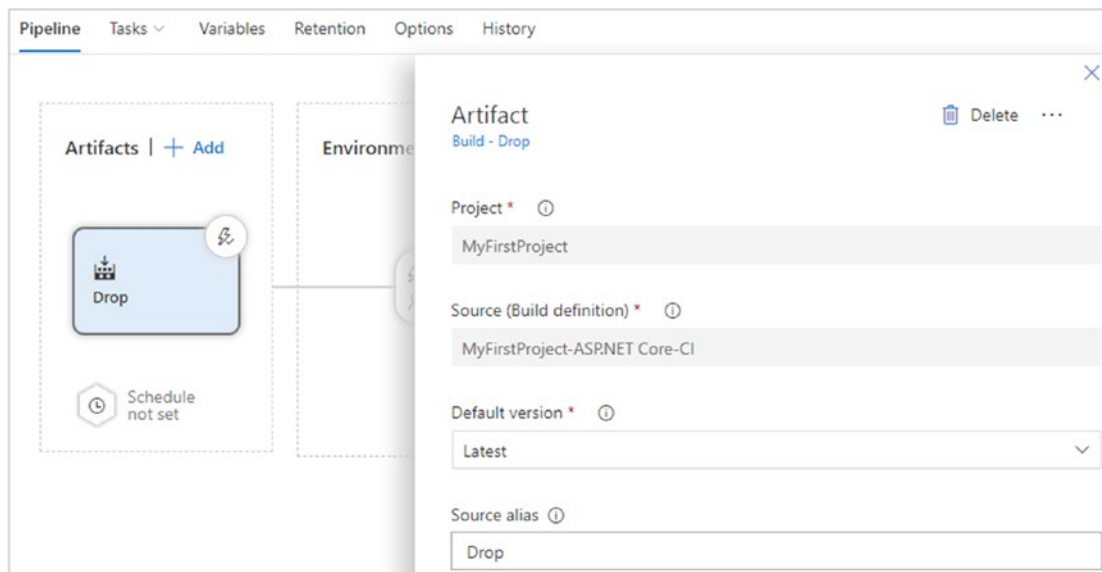 Pipeline Tasks Variables Retention Options History
Artifacts | + Add
Environme
Drop
Schedule
not set
Artifact
Build - Drop
Delete ...
Project *
MyFirstProject
Source (Build definition) *
MyFirstProject-ASP.NET Core-CI
Default version *
Latest
Source alias
Drop